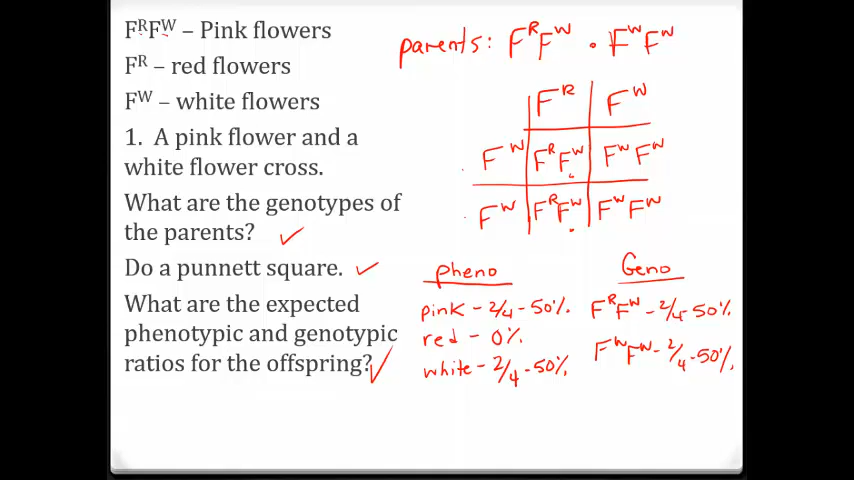 FᴿFᵂ – Pink flowers
Fᴿ – red flowers
Fᵂ – white flowers
1. A pink flower and a
white flower cross.
What are the genotypes of
the parents?
Do a punnett square.
What are the expected
phenotypic and genotypic
ratios for the offspring?
parents: FᴿFᵂ · FᵂFᵂ
Fᴿ Fᵂ
Fᵂ FᴿFᵂ FᵂFᵂ
Fᵂ FᴿFᵂ FᵂFᵂ
pheno
pink - 2/4 - 50%
red - 0%
white - 2/4 - 50%
Geno
FᴿFᵂ - 2/4 - 50%
FᵂFᵂ - 2/4 - 50%